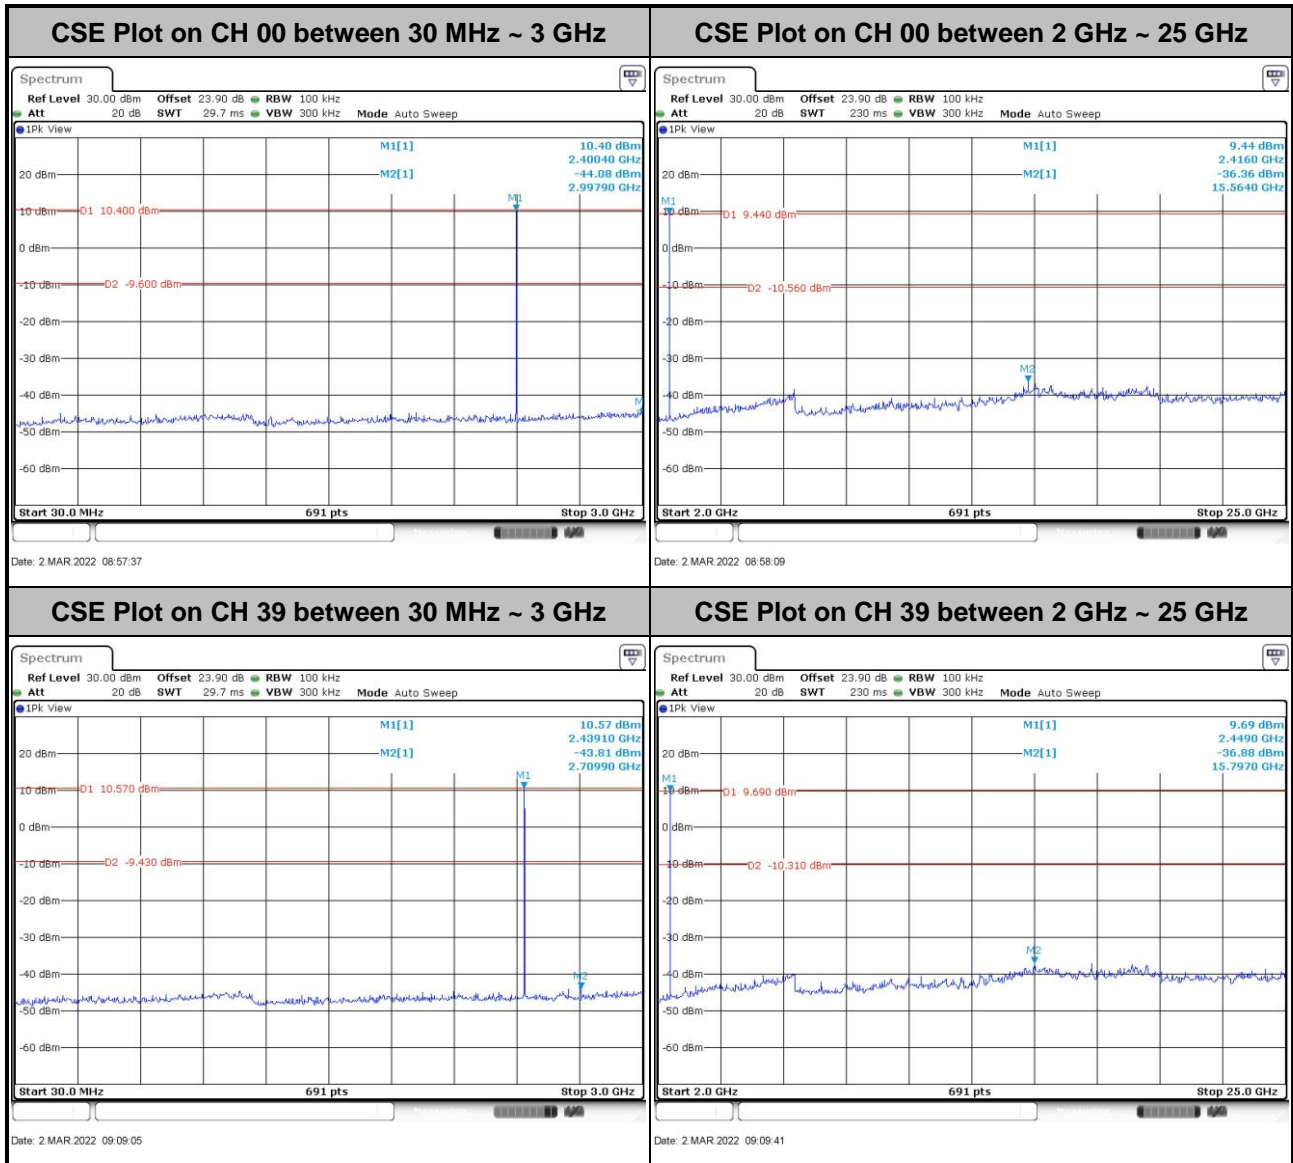 CSE Plot on CH 00 between 30 MHz ~ 3 GHz
Spectrum
Ref Level 30.00 dBm Offset 23.90 dB RBW 100 kHz
Att 20 dB SWT 29.7 ms VBW 300 kHz Mode Auto Sweep
1Pk View
M1[1] 10.40 dBm
2.40040 GHz
20 dBm M2[1] -44.08 dBm
2.99790 GHz
M1
10 dBm D1 10.400 dBm
0 dBm
-10 dBm D2 -9.600 dBm
-20 dBm
-30 dBm
-40 dBm
M
-50 dBm
-60 dBm
Start 30.0 MHz 691 pts Stop 3.0 GHz
Date: 2.MAR.2022 08:57:37
CSE Plot on CH 00 between 2 GHz ~ 25 GHz
Spectrum
Ref Level 30.00 dBm Offset 23.90 dB RBW 100 kHz
Att 20 dB SWT 230 ms VBW 300 kHz Mode Auto Sweep
1Pk View
M1[1] 9.44 dBm
2.4160 GHz
20 dBm M2[1] -36.36 dBm
15.5640 GHz
M1
10 dBm D1 9.440 dBm
0 dBm
-10 dBm D2 -10.560 dBm
-20 dBm
-30 dBm
M2
-40 dBm
-50 dBm
-60 dBm
Start 2.0 GHz 691 pts Stop 25.0 GHz
Date: 2.MAR.2022 08:58:09
CSE Plot on CH 39 between 30 MHz ~ 3 GHz
Spectrum
Ref Level 30.00 dBm Offset 23.90 dB RBW 100 kHz
Att 20 dB SWT 29.7 ms VBW 300 kHz Mode Auto Sweep
1Pk View
M1[1] 10.57 dBm
2.43910 GHz
20 dBm M2[1] -43.81 dBm
2.70990 GHz
M1
10 dBm D1 10.570 dBm
0 dBm
-10 dBm D2 -9.430 dBm
-20 dBm
-30 dBm
-40 dBm M2
-50 dBm
-60 dBm
Start 30.0 MHz 691 pts Stop 3.0 GHz
Date: 2.MAR.2022 09:09:05
CSE Plot on CH 39 between 2 GHz ~ 25 GHz
Spectrum
Ref Level 30.00 dBm Offset 23.90 dB RBW 100 kHz
Att 20 dB SWT 230 ms VBW 300 kHz Mode Auto Sweep
1Pk View
M1[1] 9.69 dBm
2.4490 GHz
20 dBm M2[1] -36.88 dBm
15.7970 GHz
M1
10 dBm D1 9.690 dBm
0 dBm
-10 dBm D2 -10.310 dBm
-20 dBm
-30 dBm
M2
-40 dBm
-50 dBm
-60 dBm
Start 2.0 GHz 691 pts Stop 25.0 GHz
Date: 2.MAR.2022 09:09:41